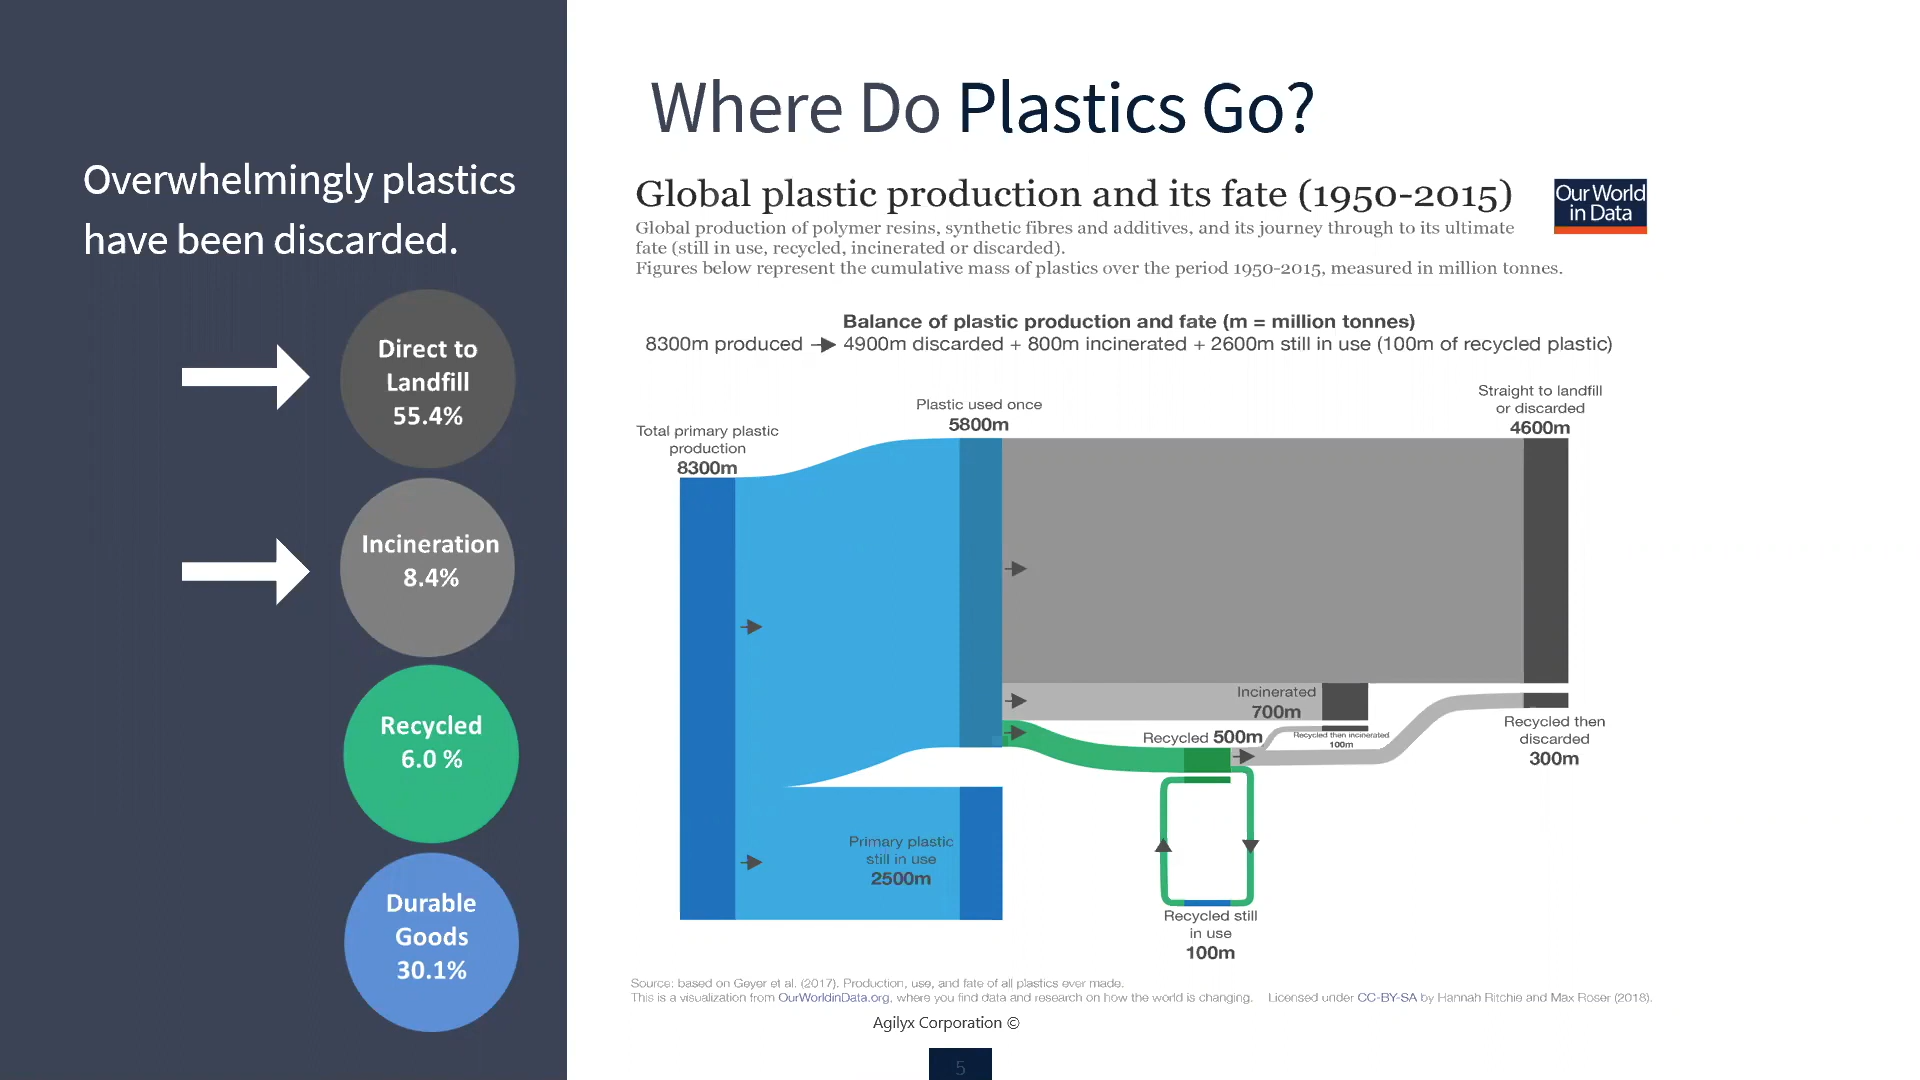 Overwhelmingly plastics
have been discarded.
Direct to
Landfill
55.4%
Incineration
8.4%
Recycled
6.0 %
Durable
Goods
30.1%
Where Do Plastics Go?
Global plastic production and its fate (1950-2015)
Our World
in Data
Global production of polymer resins, synthetic fibres and additives, and its journey through to its ultimate
fate (still in use, recycled, incinerated or discarded).
Figures below represent the cumulative mass of plastics over the period 1950-2015, measured in million tonnes.
Balance of plastic production and fate (m = million tonnes)
8300m produced → 4900m discarded + 800m incinerated + 2600m still in use (100m of recycled plastic)
Total primary plastic
production
8300m
Plastic used once
5800m
Straight to landfill
or discarded
4600m
Incinerated
700m
Recycled 500m
Recycled then incinerated
100m
Recycled then
discarded
300m
Primary plastic
still in use
2500m
Recycled still
in use
100m
Source: based on Geyer et al. (2017). Production, use, and fate of all plastics ever made.
This is a visualization from OurWorldinData.org, where you find data and research on how the world is changing. Licensed under CC-BY-SA by Hannah Ritchie and Max Roser (2018).
Agilyx Corporation ©
5